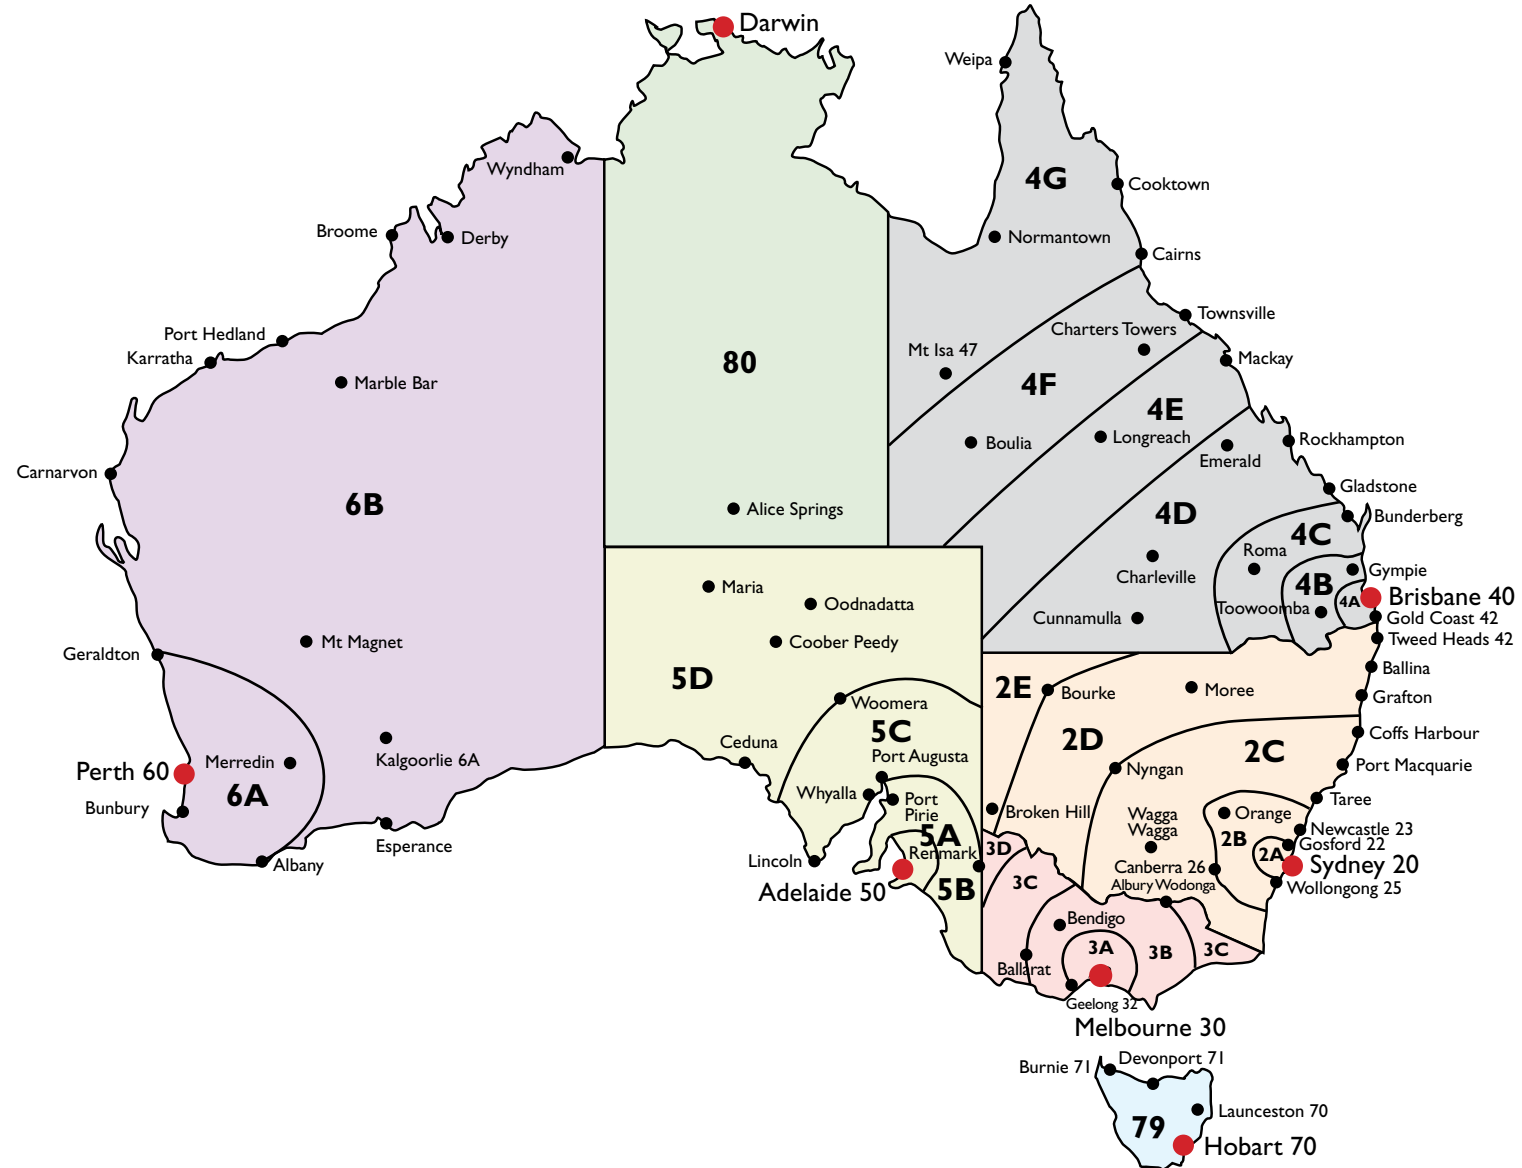 Darwin
Weipa
Wyndham
4G
Cooktown
Broome
Derby
Normantown
Cairns
Townsville
Port Hedland
Charters Towers
Karratha
80
Mt Isa 47
Mackay
Marble Bar
4F
4E
Longreach
Rockhampton
Boulia
Emerald
Carnarvon
Gladstone
6B
Alice Springs
4D
Bunderberg
4C
Roma
Charleville
Gympie
Maria
4B
4A
Brisbane 40
Oodnadatta
Toowoomba
Cunnamulla
Gold Coast 42
Tweed Heads 42
Mt Magnet
Coober Peedy
Geraldton
Ballina
5D
2E
Bourke
Moree
Grafton
Woomera
5C
Coffs Harbour
Ceduna
2D
2C
Port Augusta
Merredin
Kalgoorlie 6A
Nyngan
Port Macquarie
Perth 60
6A
Whyalla
Port
Pirie
Taree
Bunbury
Broken Hill
Wagga
Wagga
Orange
Newcastle 23
5A
2B
Gosford 22
Esperance
Renmark
3D
2A
Sydney 20
Albany
Lincoln
Canberra 26
Adelaide 50
5B
3C
Albury Wodonga
Wollongong 25
Bendigo
3A
3B
3C
Ballarat
Geelong 32
Melbourne 30
Burnie 71
Devonport 71
Launceston 70
79
Hobart 70